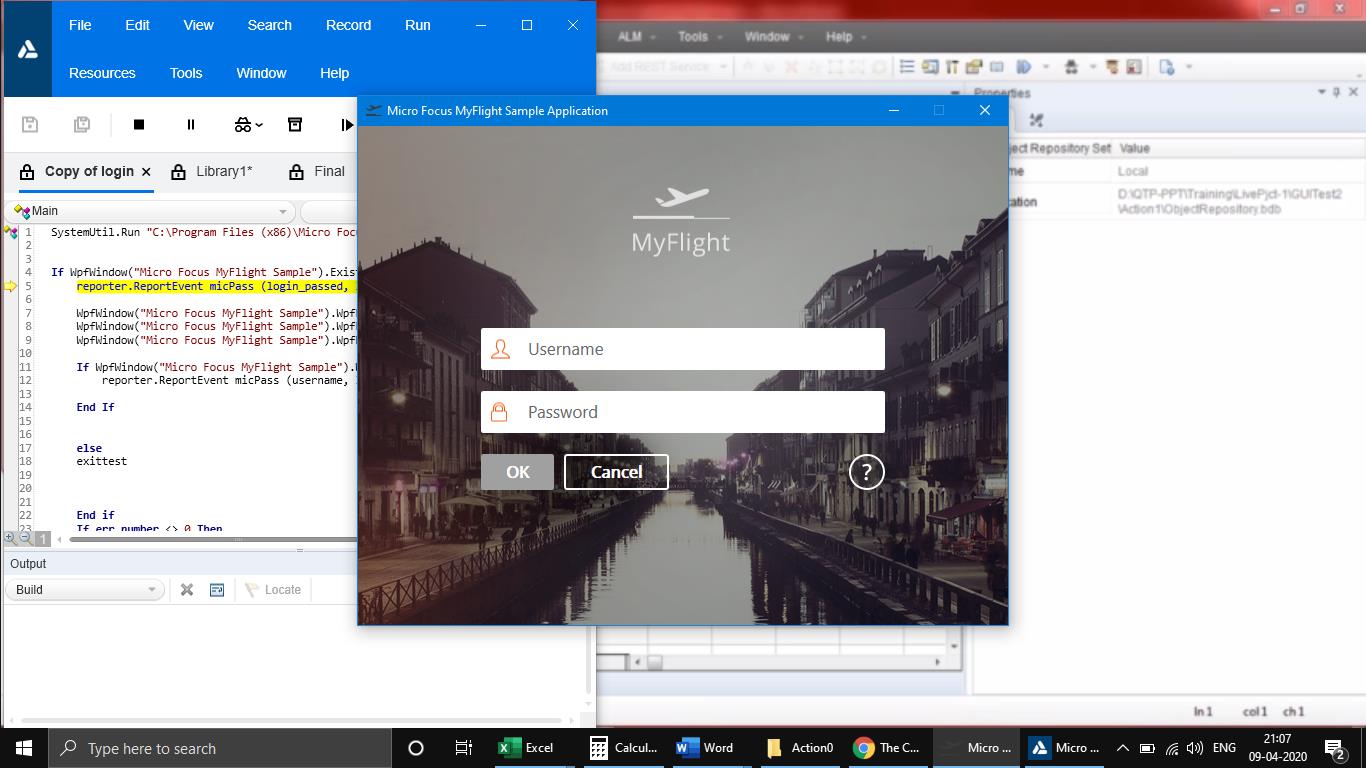 File Edit View Search Record Run
Resources Tools Window Help
ALM Tools Window Help
Add REST Service
Properties
Micro Focus MyFlight Sample Application
Copy of login Library1* Final
Main
ject Repository Set Value
me Local
ation D:\QTP-PPT\Training\LivePjct-1\GUITest2
\Action1\ObjectRepository.bdb
1 SystemUtil.Run "C:\Program Files (x86)\Micro Foc
2
3
4 If WpfWindow("Micro Focus MyFlight Sample").Exis
5 reporter.ReportEvent micPass (login_passed,
6
7 WpfWindow("Micro Focus MyFlight Sample").Wpf
8 WpfWindow("Micro Focus MyFlight Sample").Wpf
9 WpfWindow("Micro Focus MyFlight Sample").Wpf
10
11 If WpfWindow("Micro Focus MyFlight Sample").
12 reporter.ReportEvent micPass (username,
13
14 End If
15
16
17 else
18 exittest
19
20
21
22 End if
23 If err.number <> 0 Then
1
MyFlight
Username
Password
OK Cancel ?
Output
Build Locate
ln 1 col 1 ch 1
Type here to search
Excel Calcul... Word Action0 The C... Micro ... Micro ... ENG 21:07
09-04-2020 2